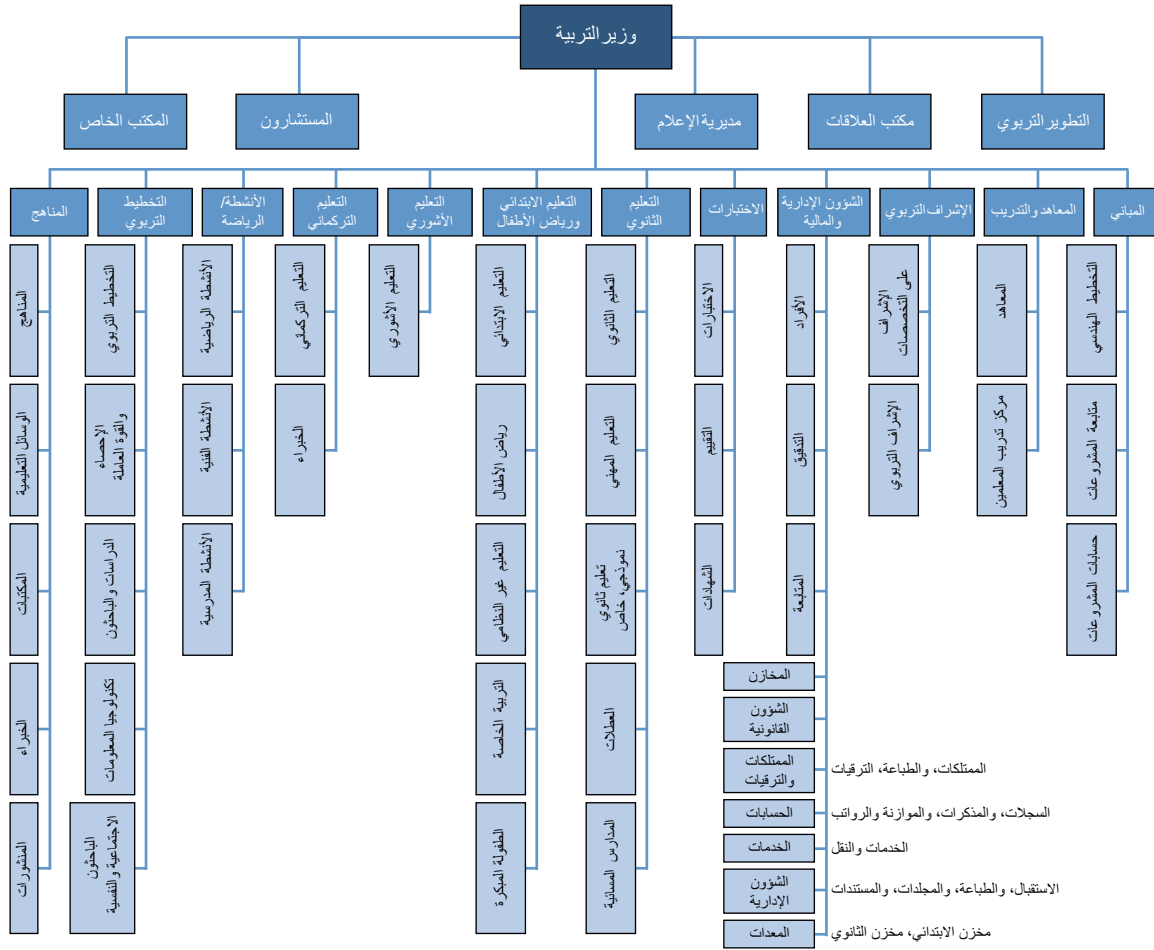 وزير التربية
التطوير التربوي
مكتب العلاقات
مديرية الإعلام
المستشارون
المكتب الخاص
المباني
المعاهد والتدريب
الإشراف التربوي
الشؤون الإدارية
والمالية
الاختبارات
التعليم
الثانوي
التعليم الابتدائي
ورياض الأطفال
التعليم
الأشوري
التعليم
التركماني
الأنشطة/
الرياضة
التخطيط
التربوي
المناهج
التخطيط الهندسي
متابعة المشروعات
حسابات المشروعات
المعاهد
مركز تدريب المعلمين
الإشراف
على التخصصات
الإشراف التربوي
الأفراد
التدقيق
المتابعة
المخازن
الشؤون
القانونية
الممتلكات
والترقيات
الممتلكات، والطباعة، الترقيات
الحسابات
السجلات، والمذكرات، والموازنة والرواتب
الخدمات
الخدمات والنقل
الشؤون
الإدارية
الاستقبال، والطباعة، والمجلدات، والمستندات
المعدات
مخزن الابتدائي، مخزن الثانوي
الاختبارات
التقييم
الشهادات
التعليم الثانوي
التعليم المهني
تعليم ثانوي
نموذجي، خاص
العطلات
المدارس المسائية
التعليم الابتدائي
رياض الأطفال
التعليم غير النظامي
التربية الخاصة
الطفولة المبكرة
التعليم الأشوري
التعليم التركماني
الخبراء
الأنشطة الرياضية
الأنشطة الفنية
الأنشطة المدرسية
التخطيط التربوي
الإحصاء
والقوة العاملة
الدراسات والباحثون
تكنولوجيا المعلومات
الباحثون
الاجتماعية والنفسية
المناهج
الوسائل التعليمية
المكتبات
الخبراء
المنشورات